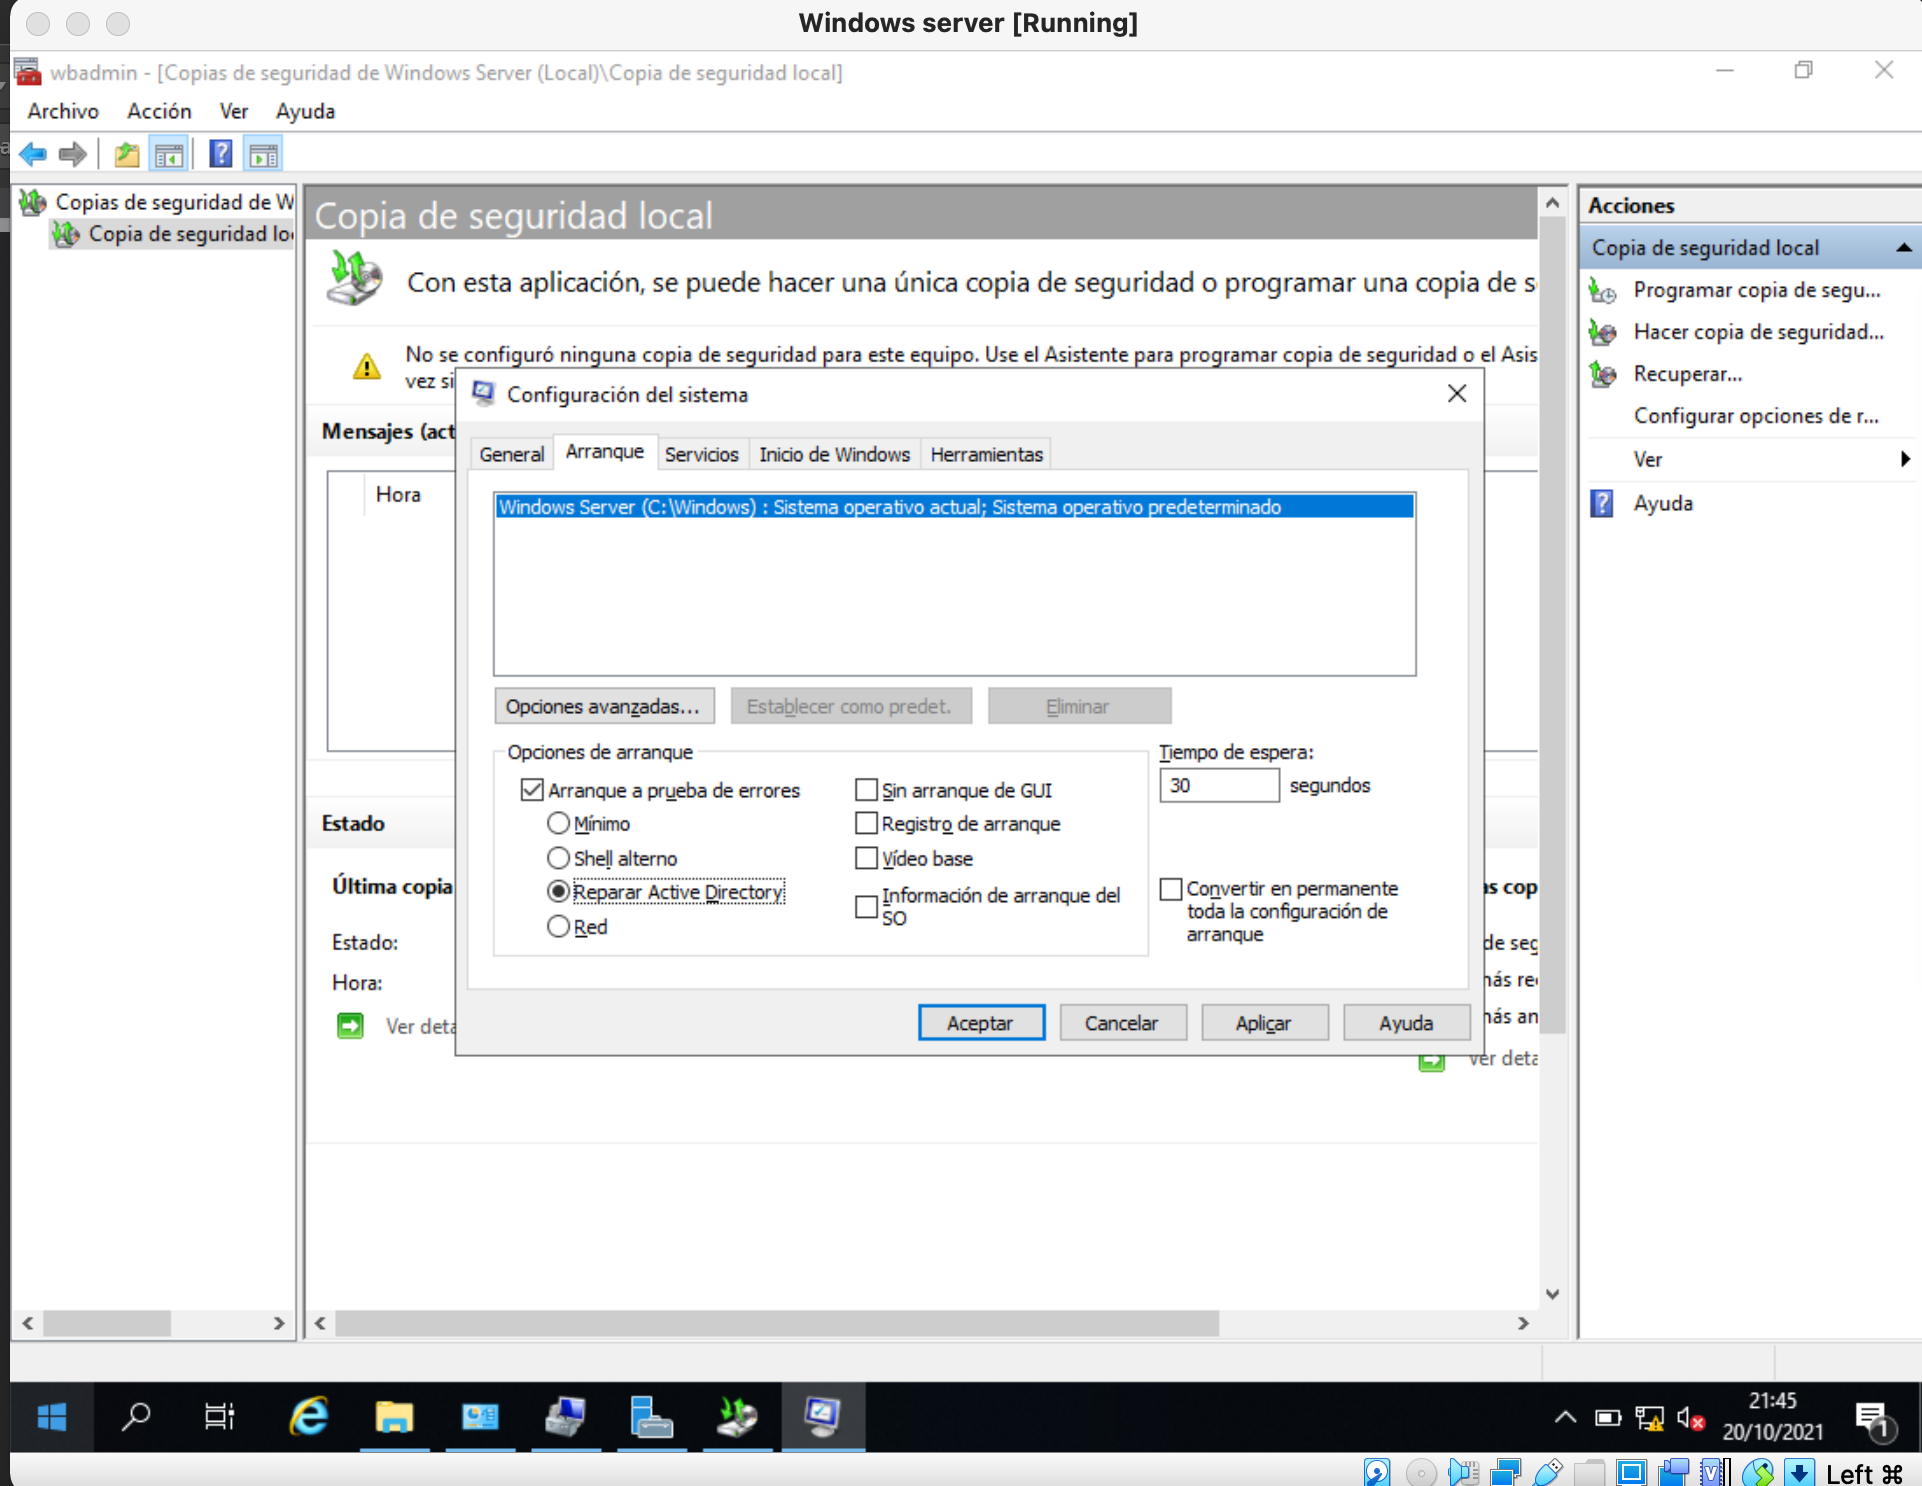 Windows server [Running]
wbadmin - [Copias de seguridad de Windows Server (Local)\Copia de seguridad local]
Archivo Acción Ver Ayuda
Copias de seguridad de W
Copia de seguridad lo
Copia de seguridad local
Con esta aplicación, se puede hacer una única copia de seguridad o programar una copia de s
No se configuró ninguna copia de seguridad para este equipo. Use el Asistente para programar copia de seguridad o el Asis
vez si
Mensajes (act
Hora
Estado
Última copia
Estado:
Hora:
Ver deta
as cop
de seg
más re
más an
Ver deta
Configuración del sistema
General Arranque Servicios Inicio de Windows Herramientas
Windows Server (C:\Windows) : Sistema operativo actual; Sistema operativo predeterminado
Opciones avanzadas... Establecer como predet. Eliminar
Opciones de arranque
Arranque a prueba de errores
Mínimo
Shell alterno
Reparar Active Directory
Red
Sin arranque de GUI
Registro de arranque
Vídeo base
Información de arranque del
SO
Tiempo de espera:
30 segundos
Convertir en permanente
toda la configuración de
arranque
Aceptar Cancelar Aplicar Ayuda
Acciones
Copia de seguridad local
Programar copia de segu...
Hacer copia de seguridad...
Recuperar...
Configurar opciones de r...
Ver
Ayuda
21:45
20/10/2021
1
Left ⌘